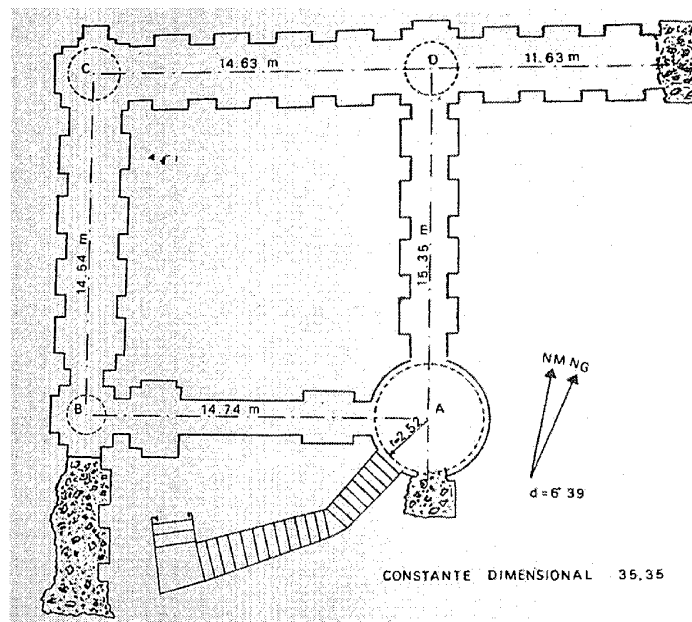 C
14.63 m
D
11.63 m
14.54 m
15.35 m
B
14.74 m
A
r=2.52
NM NG
d=6°39
CONSTANTE DIMENSIONAL 35.35